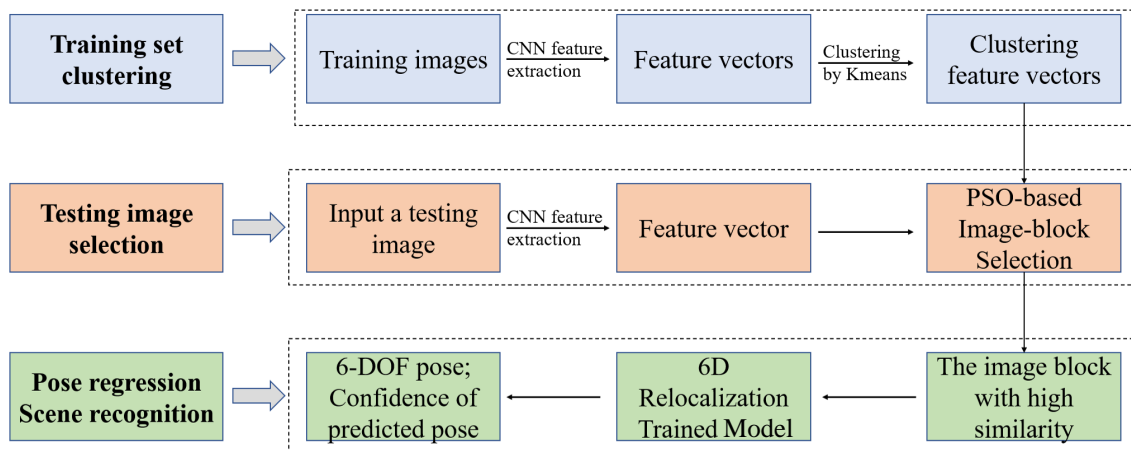 Training set
clustering
Training images
CNN feature
extraction
Feature vectors
Clustering
by Kmeans
Clustering
feature vectors
Testing image
selection
Input a testing
image
CNN feature
extraction
Feature vector
PSO-based
Image-block
Selection
Pose regression
Scene recognition
6-DOF pose;
Confidence of
predicted pose
6D
Relocalization
Trained Model
The image block
with high
similarity